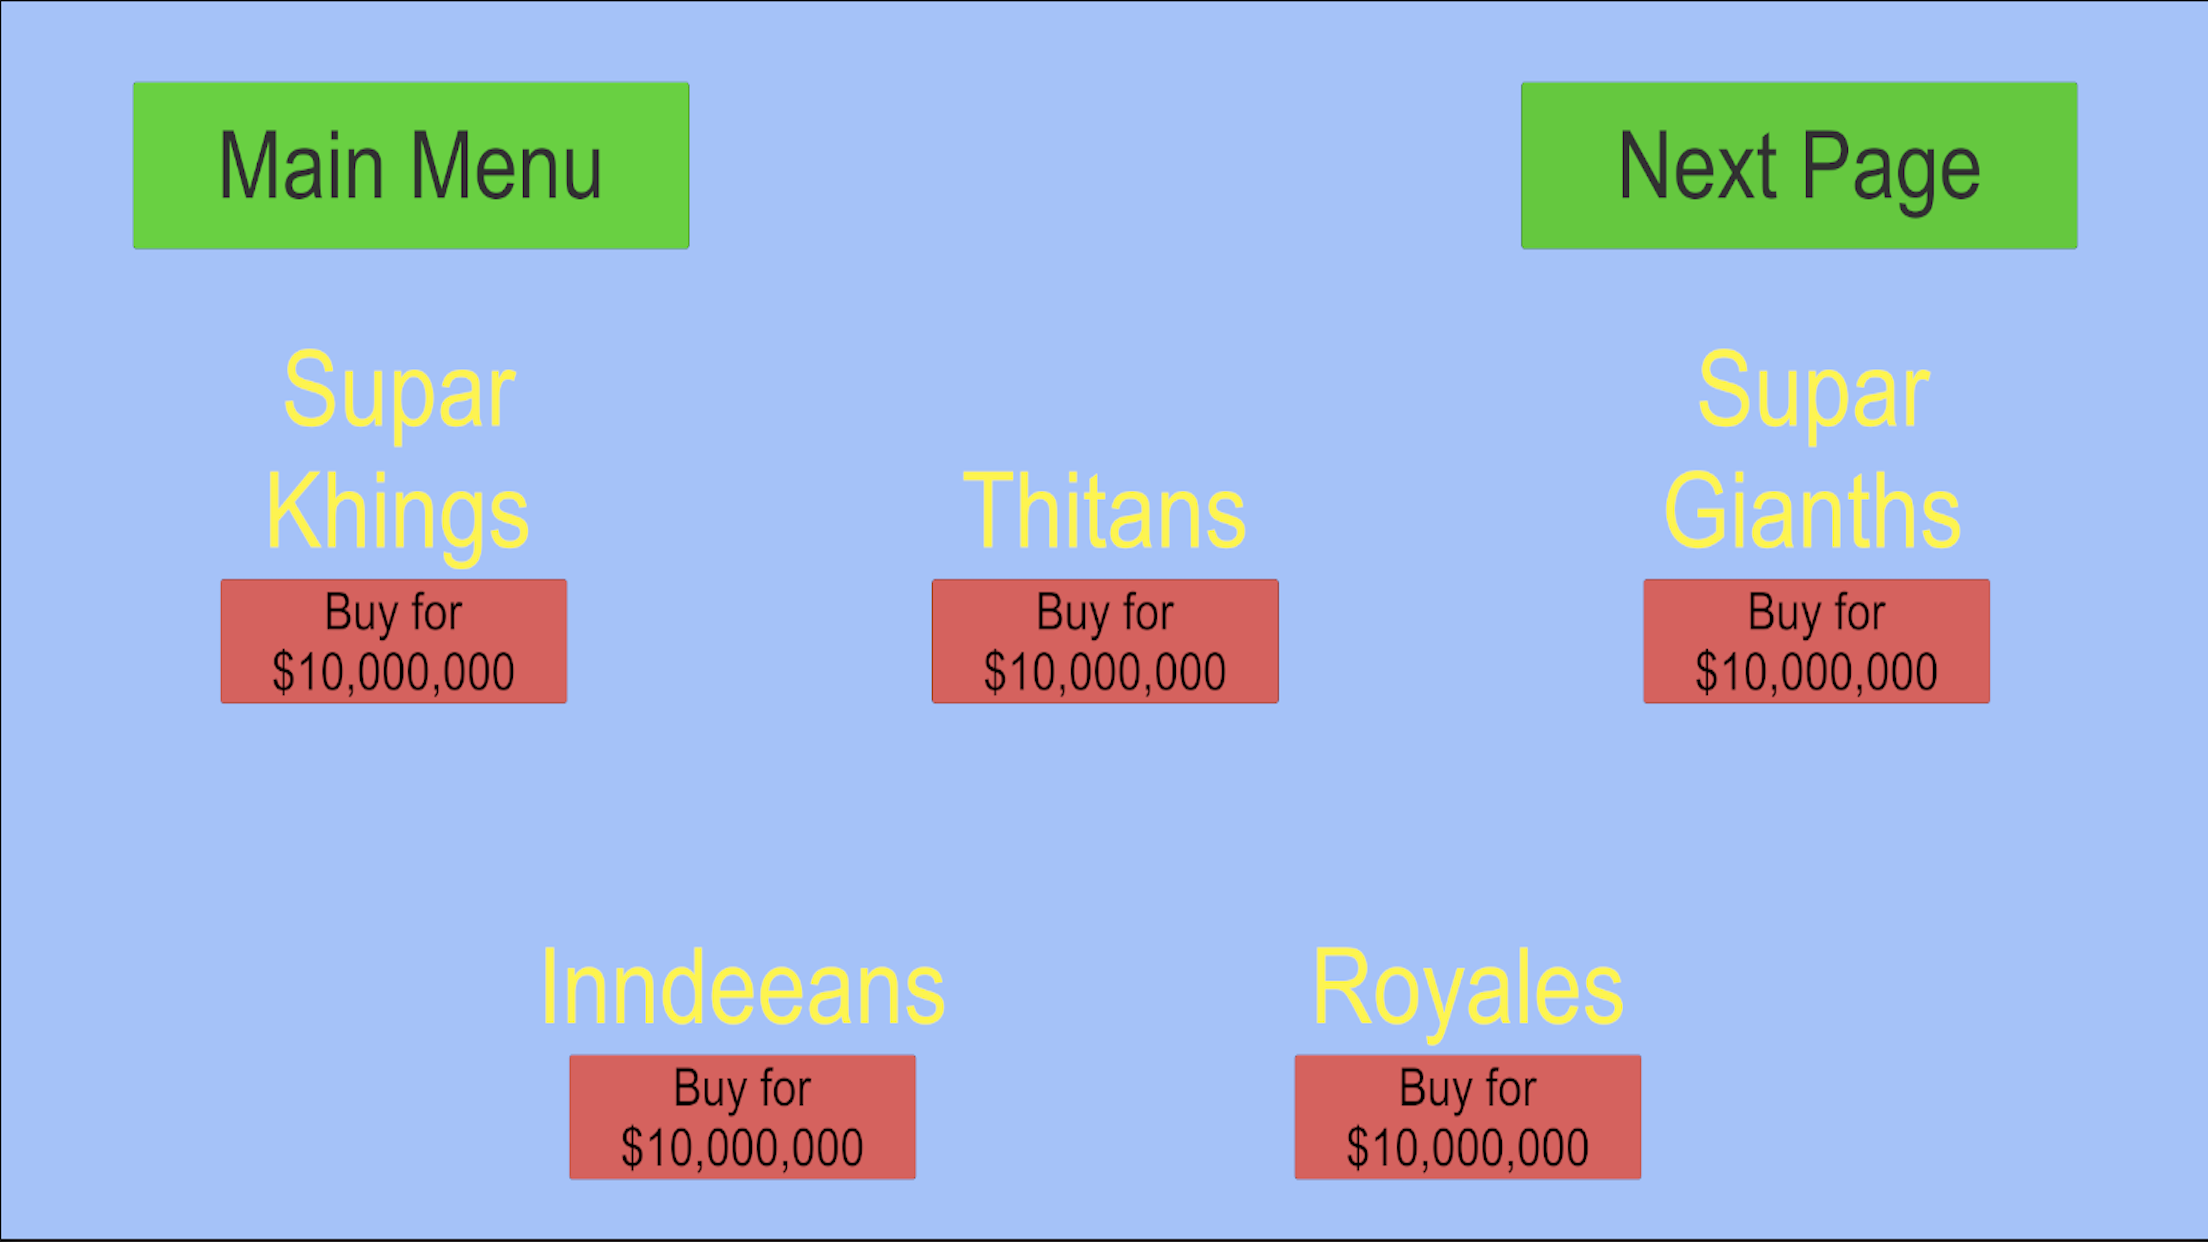 Main Menu
Next Page
Supar
Khings
Buy for
$10,000,000
Thitans
Buy for
$10,000,000
Supar
Gianths
Buy for
$10,000,000
Inndeeans
Buy for
$10,000,000
Royales
Buy for
$10,000,000